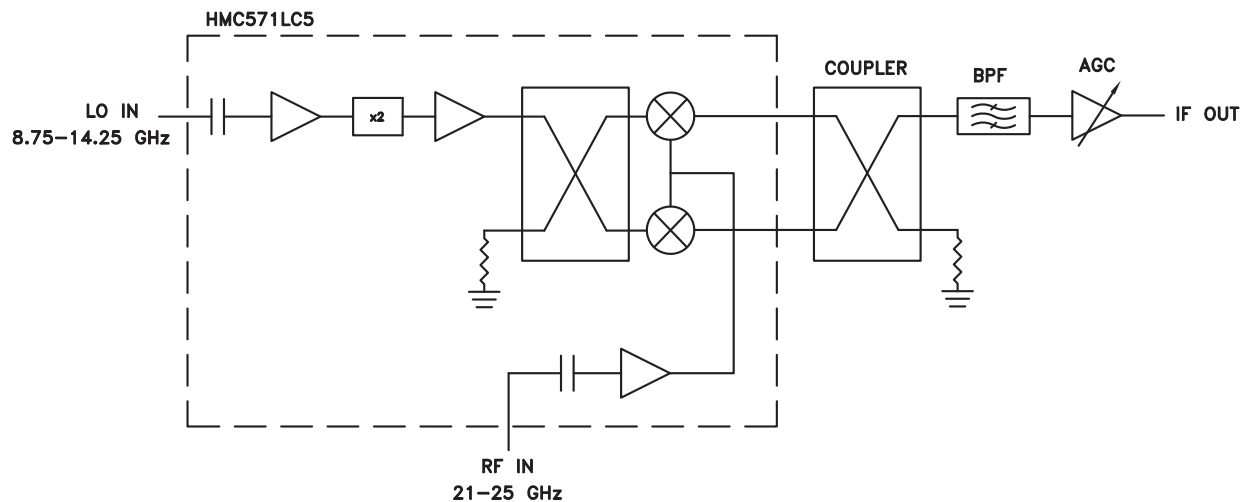 HMC571LC5
COUPLER
BPF
AGC
LO IN
8.75–14.25 GHz
x2
IF OUT
RF IN
21–25 GHz